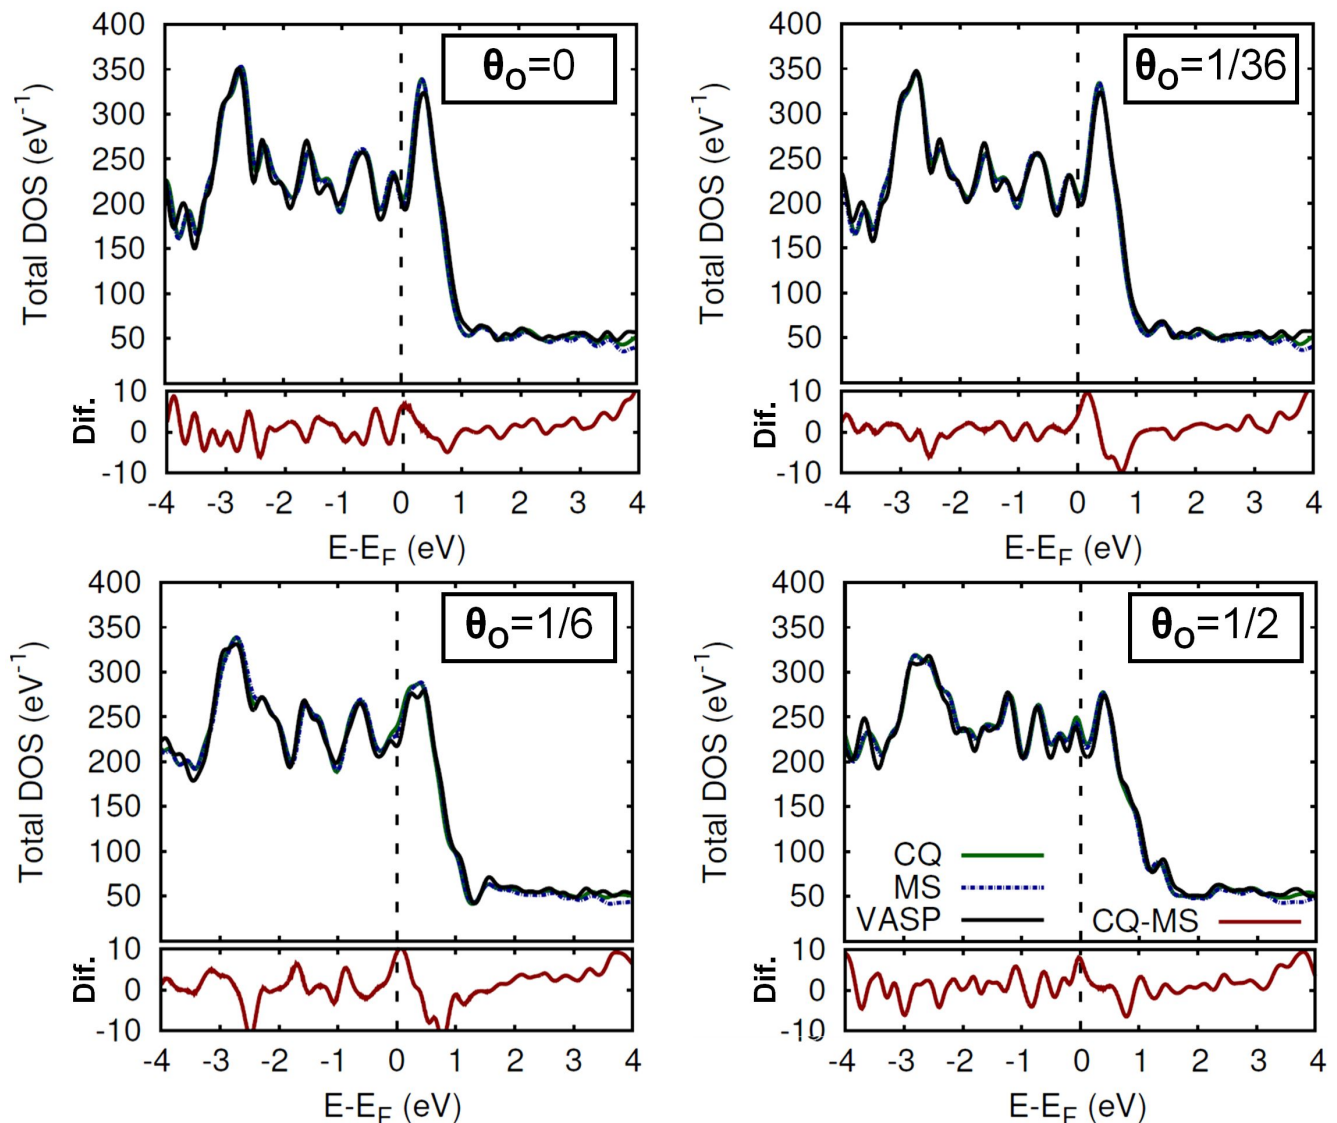 400
350
300
250
200
150
100
50
Total DOS (eV-1)
θO=0
10
0
-10
Dif.
-4 -3 -2 -1 0 1 2 3 4
E-EF (eV)
400
350
300
250
200
150
100
50
Total DOS (eV-1)
θO=1/36
10
0
-10
Dif.
-4 -3 -2 -1 0 1 2 3 4
E-EF (eV)
400
350
300
250
200
150
100
50
Total DOS (eV-1)
θO=1/6
10
0
-10
Dif.
-4 -3 -2 -1 0 1 2 3 4
E-EF (eV)
400
350
300
250
200
150
100
50
Total DOS (eV-1)
θO=1/2
CQ
MS
VASP
CQ-MS
10
0
-10
Dif.
-4 -3 -2 -1 0 1 2 3 4
E-EF (eV)